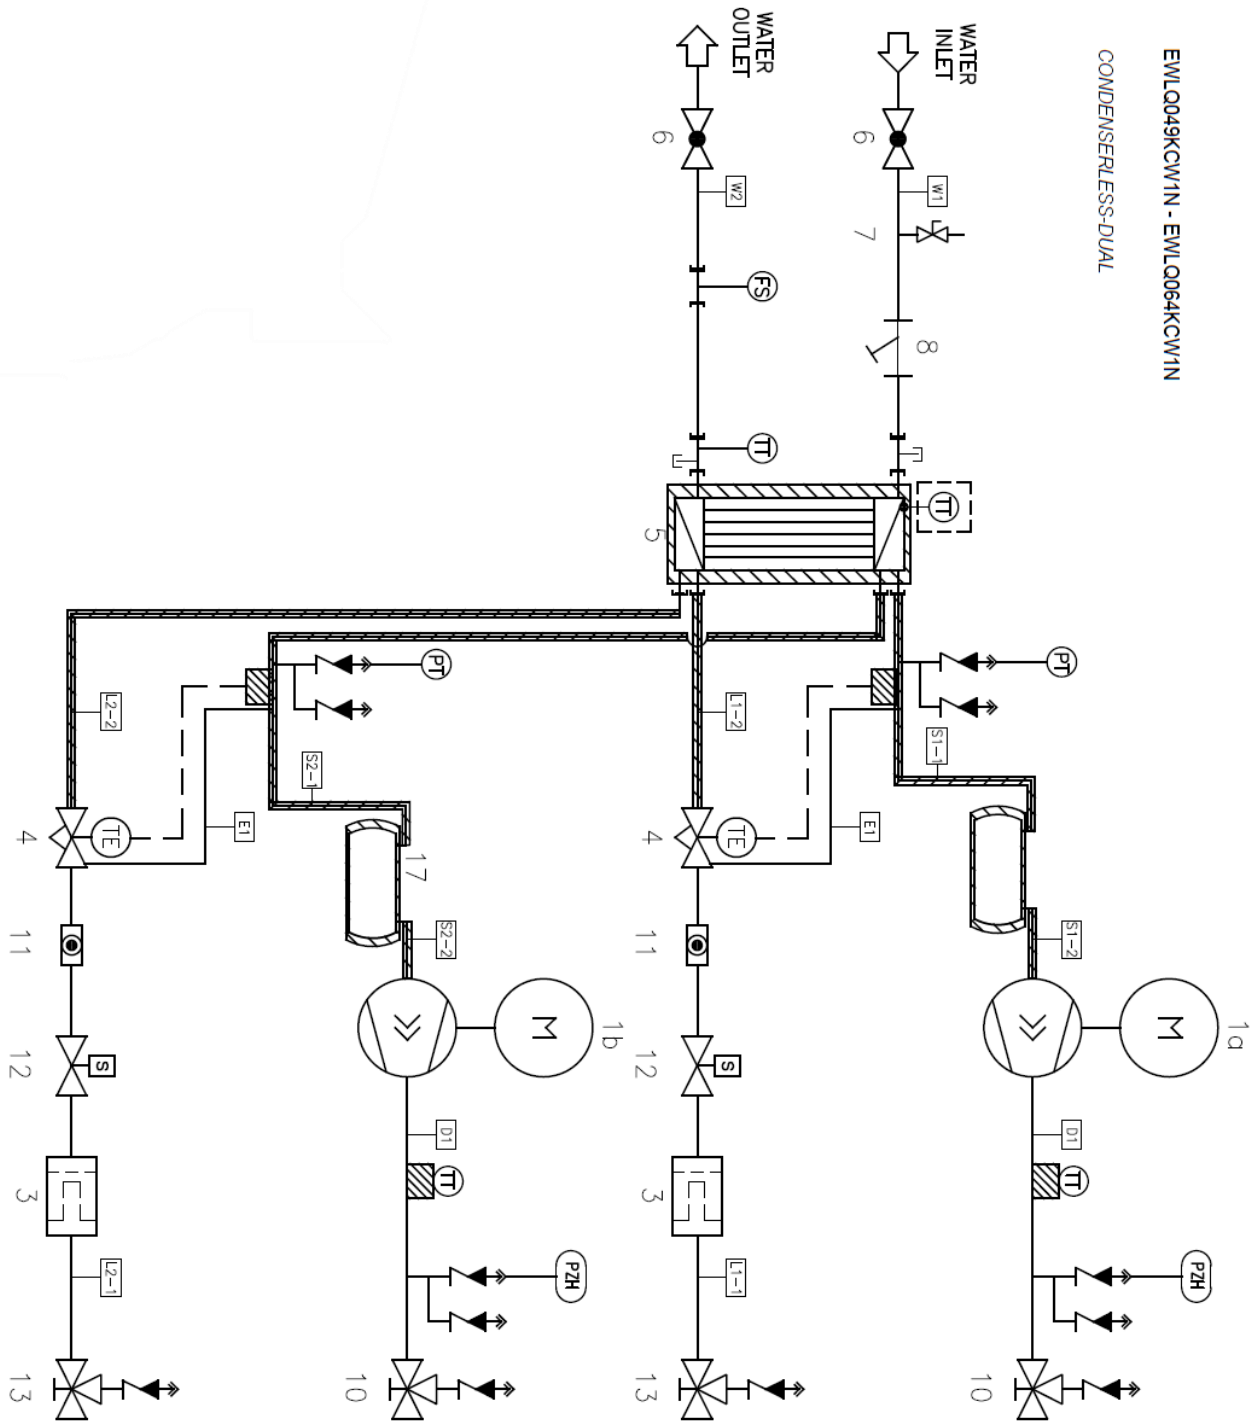 EWLQ049KCW1N - EWLQ064KCW1N
CONDENSERLESS-DUAL
1a
PZH
M
PT
S1-2
D1
TT
10
WATER
INLET
TT
W1
S1-1
8
6
7
E1
WATER
OUTLET
FS
TT
W2
L1-2
TE
S
L1-1
6
5
4
11
12
3
13
1b
PZH
M
PT
S2-2
D1
TT
17
10
S2-1
E1
L2-2
TE
S
L2-1
4
11
12
3
13